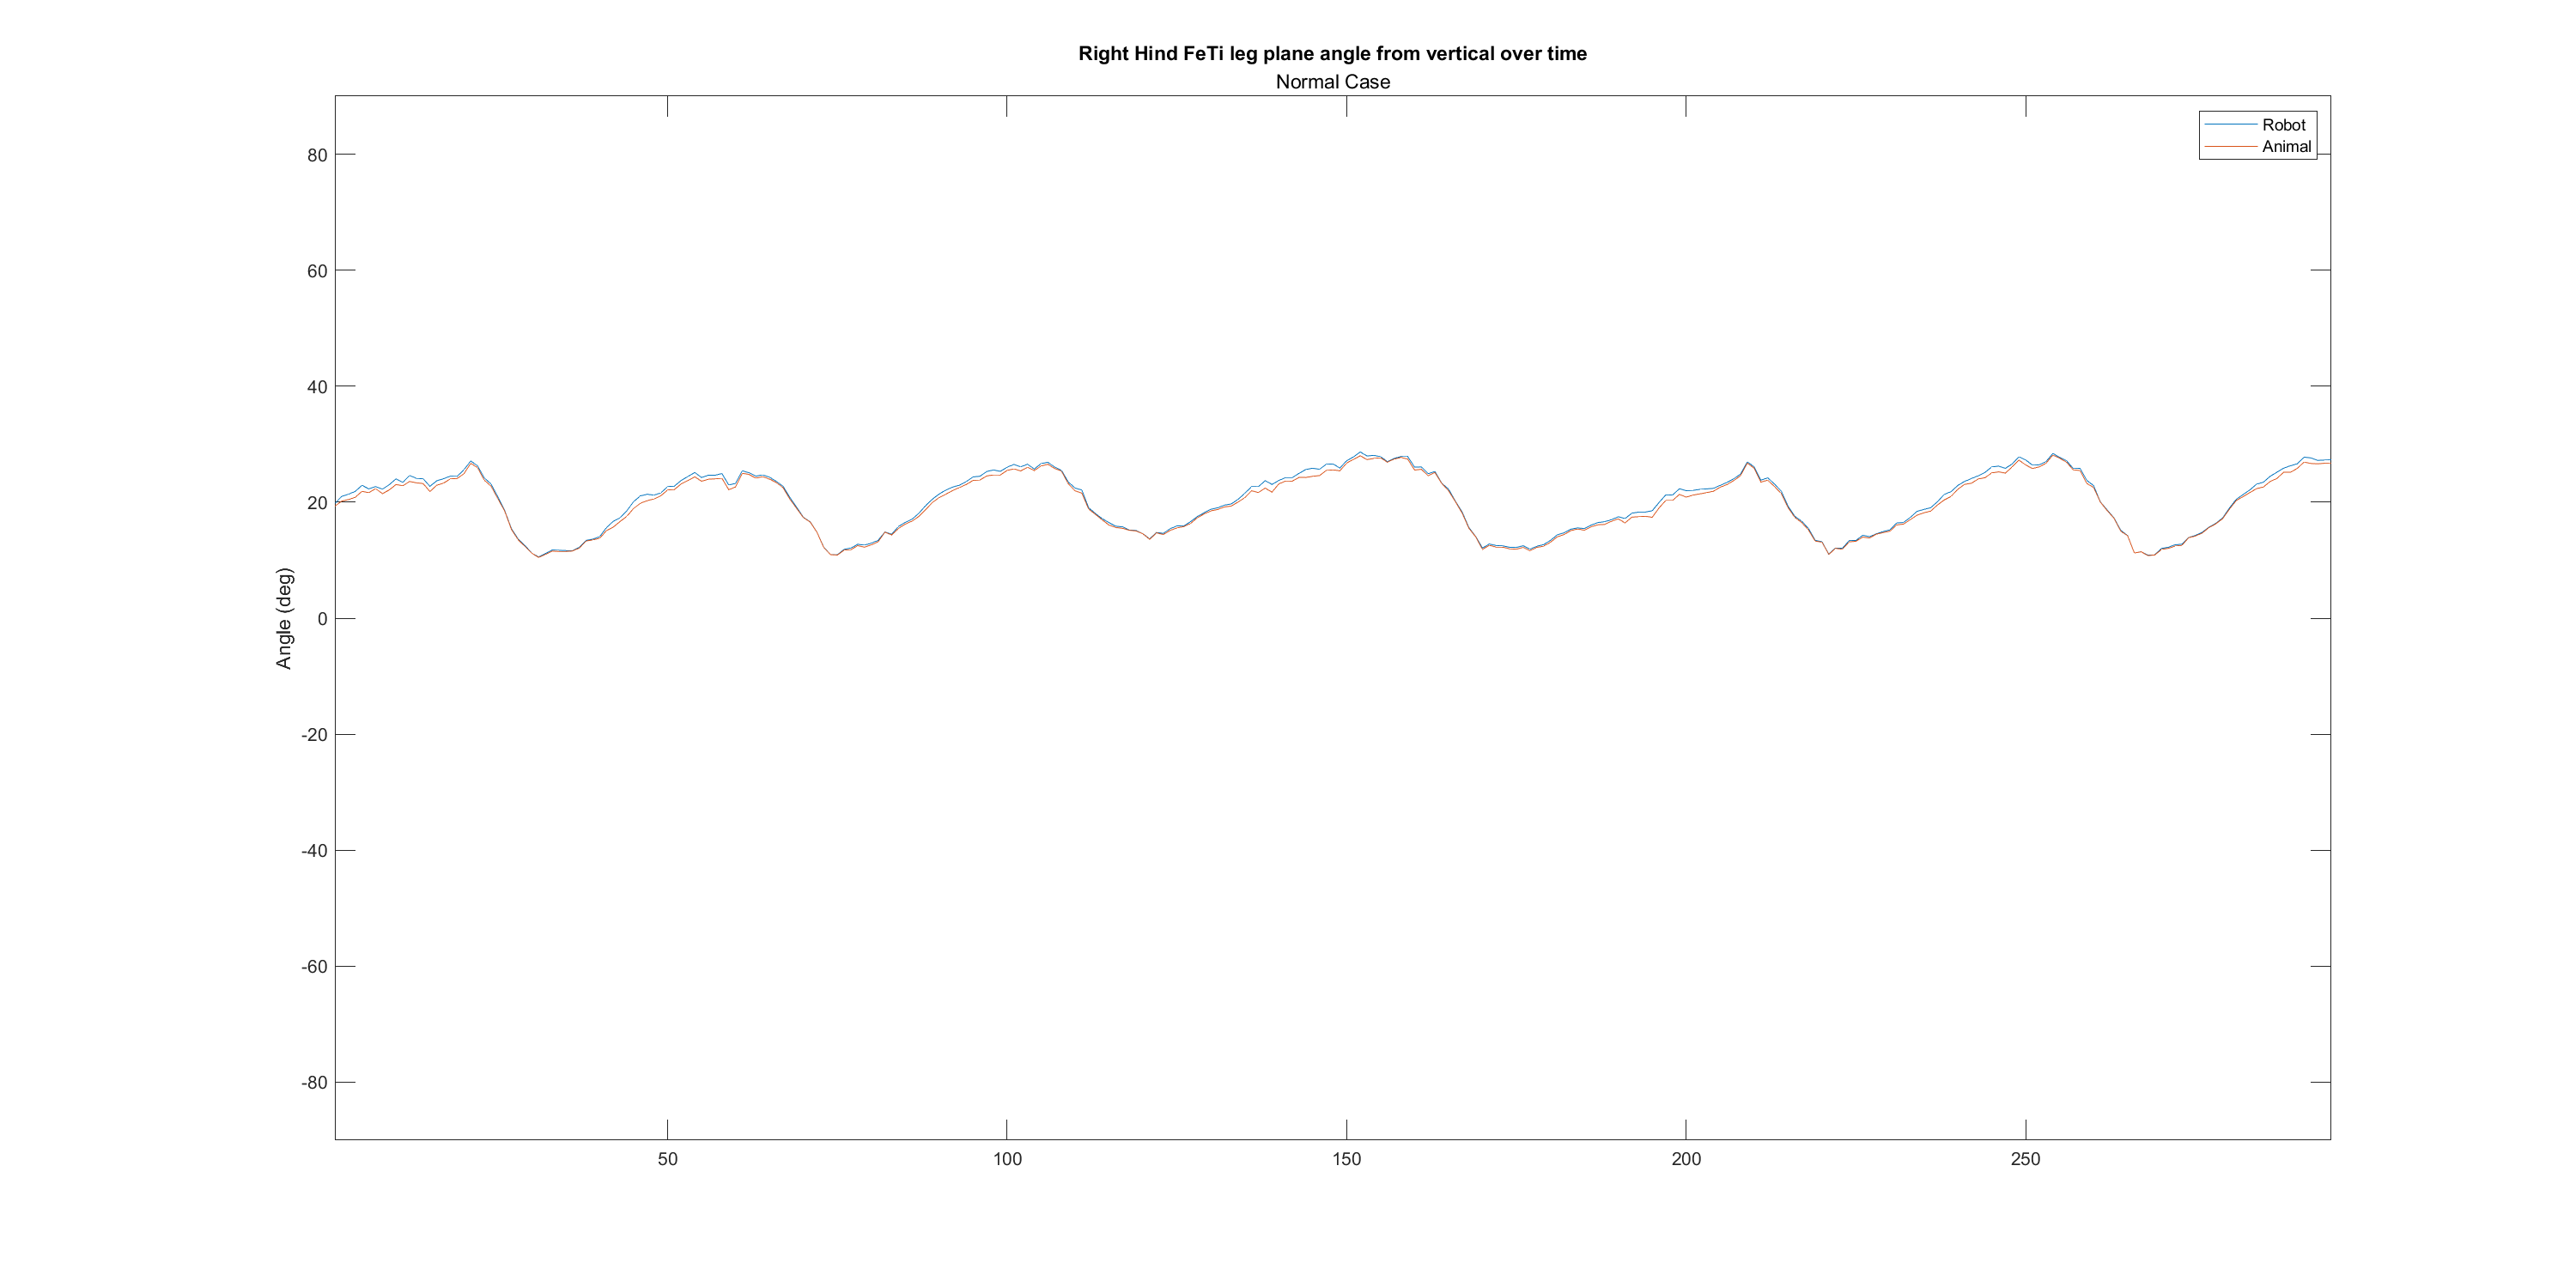 Right Hind FeTi leg plane angle from vertical over time
Normal Case
Robot
Animal
80
60
40
20
0
-20
-40
-60
-80
Angle (deg)
50 100 150 200 250